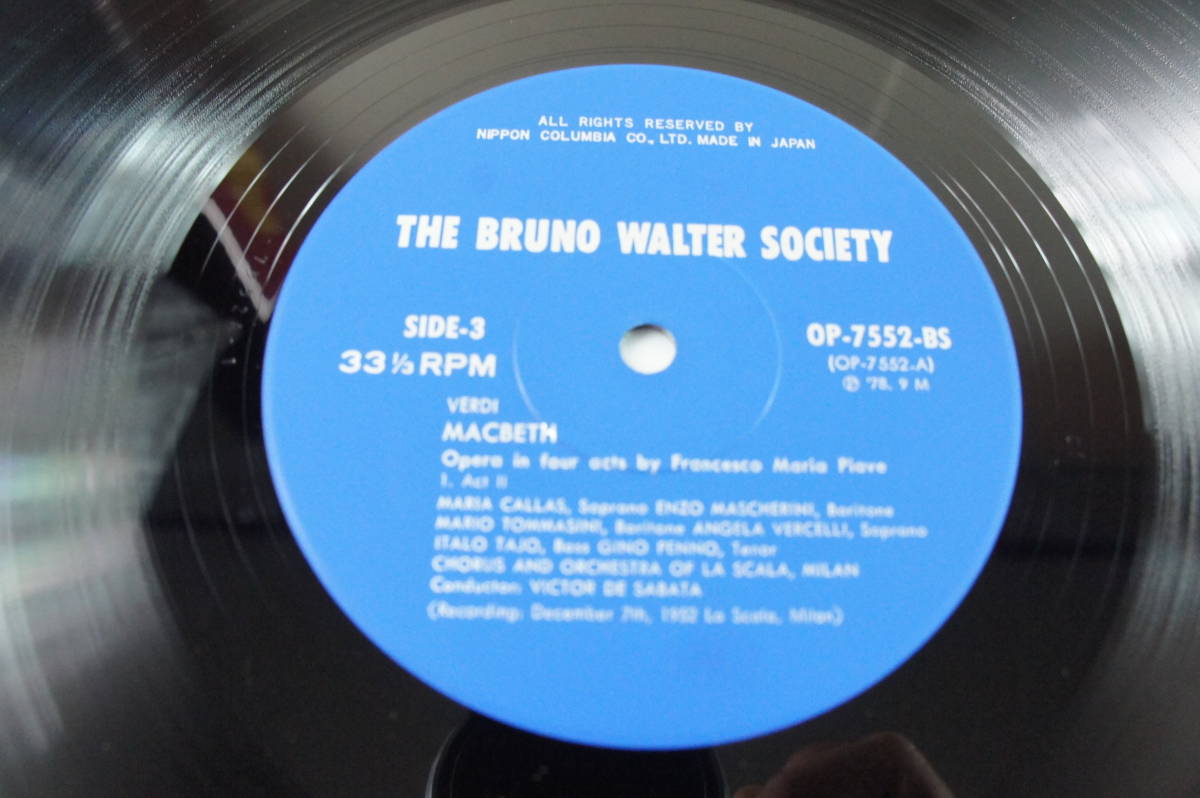 ALL RIGHTS RESERVED BY
NIPPON COLUMBIA CO., LTD. MADE IN JAPAN
THE BRUNO WALTER SOCIETY
SIDE-3
33 1/3 RPM
OP-7552-BS
(OP-7552-A)
Ⓟ '78. 9 M
VERDI
MACBETH
Opera in four acts by Francesco Maria Piave
1. Act II
MARIA CALLAS, Soprano ENZO MASCHERINI, Baritone
MARIO TOMMASINI, Baritone ANGELA VERCELLI, Soprano
ITALO TAJO, Bass GINO PENNO, Tenor
CHORUS AND ORCHESTRA OF LA SCALA, MILAN
Conductor: VICTOR DE SABATA
(Recording: December 7th, 1952 La Scala, Milan)